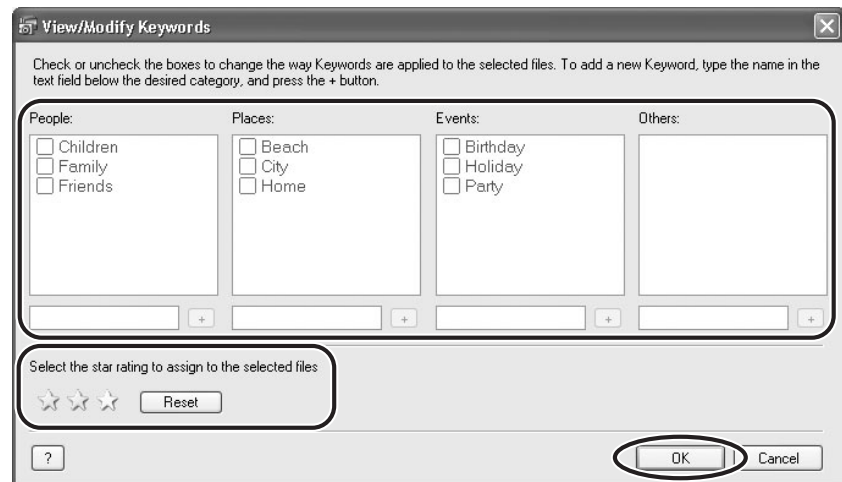 View/Modify Keywords
Check or uncheck the boxes to change the way Keywords are applied to the selected files. To add a new Keyword, type the name in the
text field below the desired category, and press the + button.
People:
Places:
Events:
Others:
Children
Family
Friends
Beach
City
Home
Birthday
Holiday
Party
+
+
+
+
Select the star rating to assign to the selected files
Reset
?
OK
Cancel